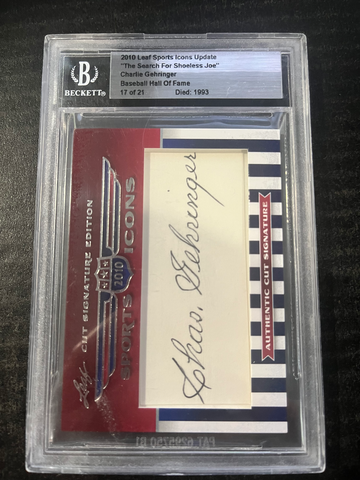 B
BECKETT®
2010 Leaf Sports Icons Update
"The Search For Shoeless Joe"
Charlie Gehringer
Baseball Hall Of Fame
17 of 21 Died: 1993
Leaf CUT SIGNATURE EDITION
SPORTS 2010 ICONS
Chas. Gehringer
AUTHENTIC CUT SIGNATURE